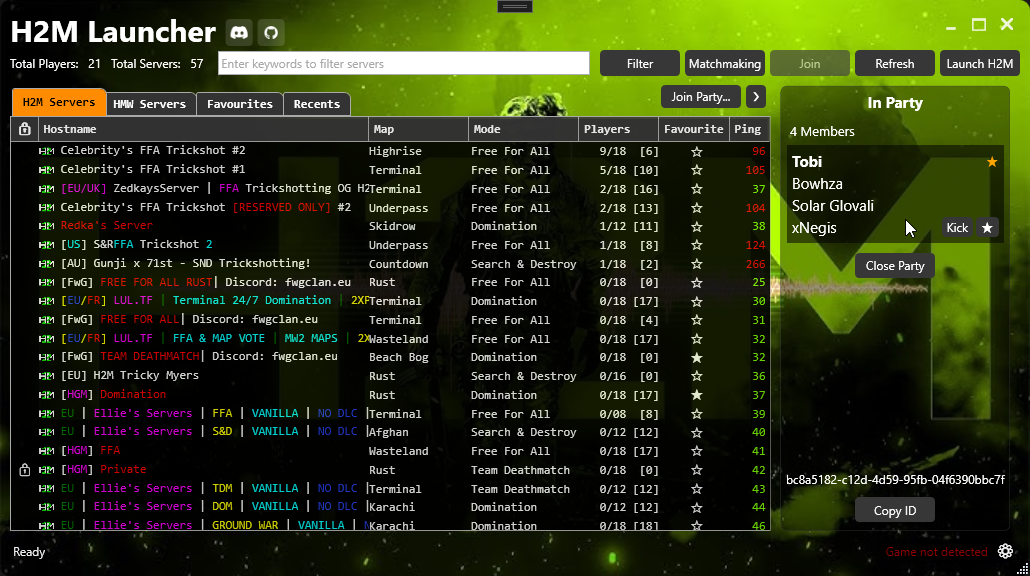 H2M Launcher
Total Players: 21 Total Servers: 57
Enter keywords to filter servers
Filter Matchmaking Join Refresh Launch H2M
H2M Servers HMW Servers Favourites Recents
Join Party... >
In Party
4 Members
Tobi
Bowhza
Solar Glovali
xNegis
Kick
Close Party
bc8a5182-c12d-4d59-95fb-04f6390bbc7f
Copy ID
Hostname Map Mode Players Favourite Ping
H2M Celebrity's FFA Trickshot #2 Highrise Free For All 9/18 [6] 96
H2M Celebrity's FFA Trickshot #1 Terminal Free For All 5/18 [10] 105
H2M [EU/UK] ZedkaysServer | FFA Trickshotting OG H2 Terminal Free For All 2/18 [16] 37
H2M Celebrity's FFA Trickshot [RESERVED ONLY] #2 Underpass Free For All 2/18 [13] 104
H2M Redka's Server Skidrow Domination 1/12 [11] 38
H2M [US] S&RFFA Trickshot 2 Underpass Free For All 1/18 [8] 124
H2M [AU] Gunji x 71st - SND Trickshotting! Countdown Search & Destroy 1/18 [2] 266
H2M [FwG] FREE FOR ALL RUST| Discord: fwgclan.eu Rust Free For All 0/18 [0] 25
H2M [EU/FR] LUL.TF | Terminal 24/7 Domination | 2XP Terminal Domination 0/18 [17] 30
H2M [FwG] FREE FOR ALL| Discord: fwgclan.eu Terminal Free For All 0/18 [4] 31
H2M [EU/FR] LUL.TF | FFA & MAP VOTE | MW2 MAPS | 2X Wasteland Free For All 0/18 [17] 32
H2M [FwG] TEAM DEATHMATCH| Discord: fwgclan.eu Beach Bog Domination 0/18 [0] 32
H2M [EU] H2M Tricky Myers Rust Search & Destroy 0/16 [0] 36
H2M [HGM] Domination Rust Domination 0/18 [17] 37
H2M EU | Ellie's Servers | FFA | VANILLA | NO DLC | Terminal Free For All 0/08 [8] 39
H2M EU | Ellie's Servers | S&D | VANILLA | NO DLC | Afghan Search & Destroy 0/12 [12] 40
H2M [HGM] FFA Wasteland Free For All 0/18 [17] 41
H2M [HGM] Private Rust Team Deathmatch 0/18 [0] 42
H2M EU | Ellie's Servers | TDM | VANILLA | NO DLC | Terminal Team Deathmatch 0/12 [12] 43
H2M EU | Ellie's Servers | DOM | VANILLA | NO DLC | Karachi Domination 0/12 [12] 44
H2M EU | Ellie's Servers | GROUND WAR | VANILLA | N Karachi Domination 0/18 [18] 46
Ready
Game not detected